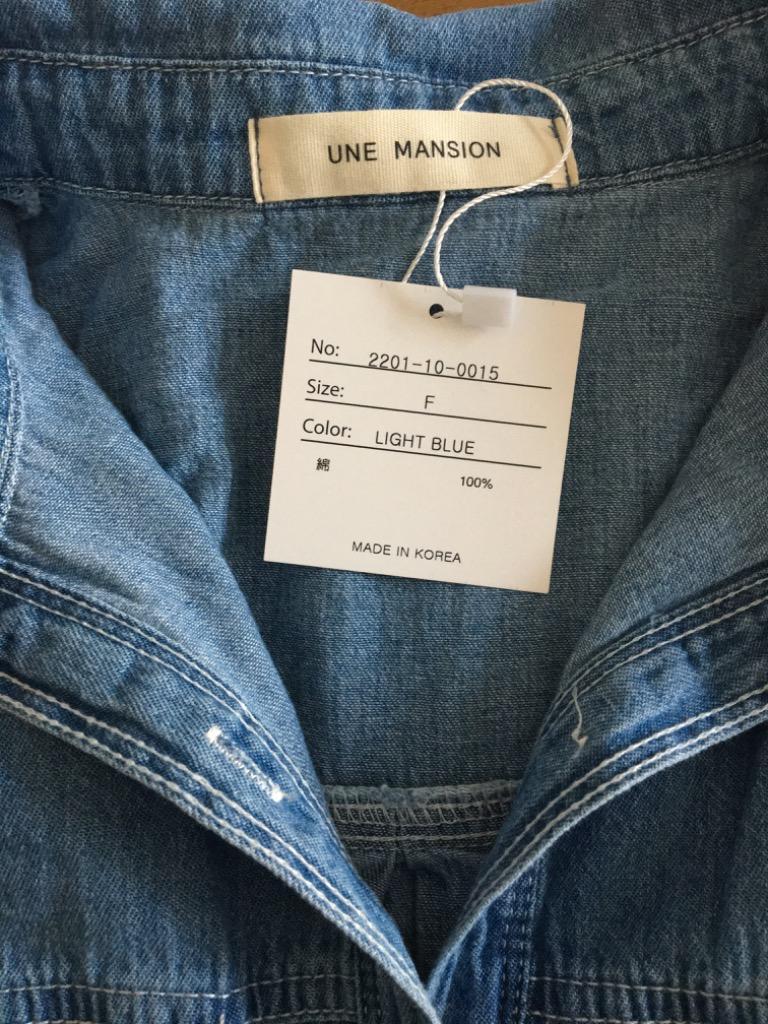 UNE MANSION
No: 2201-10-0015
Size: F
Color: LIGHT BLUE
綿 100%
MADE IN KOREA